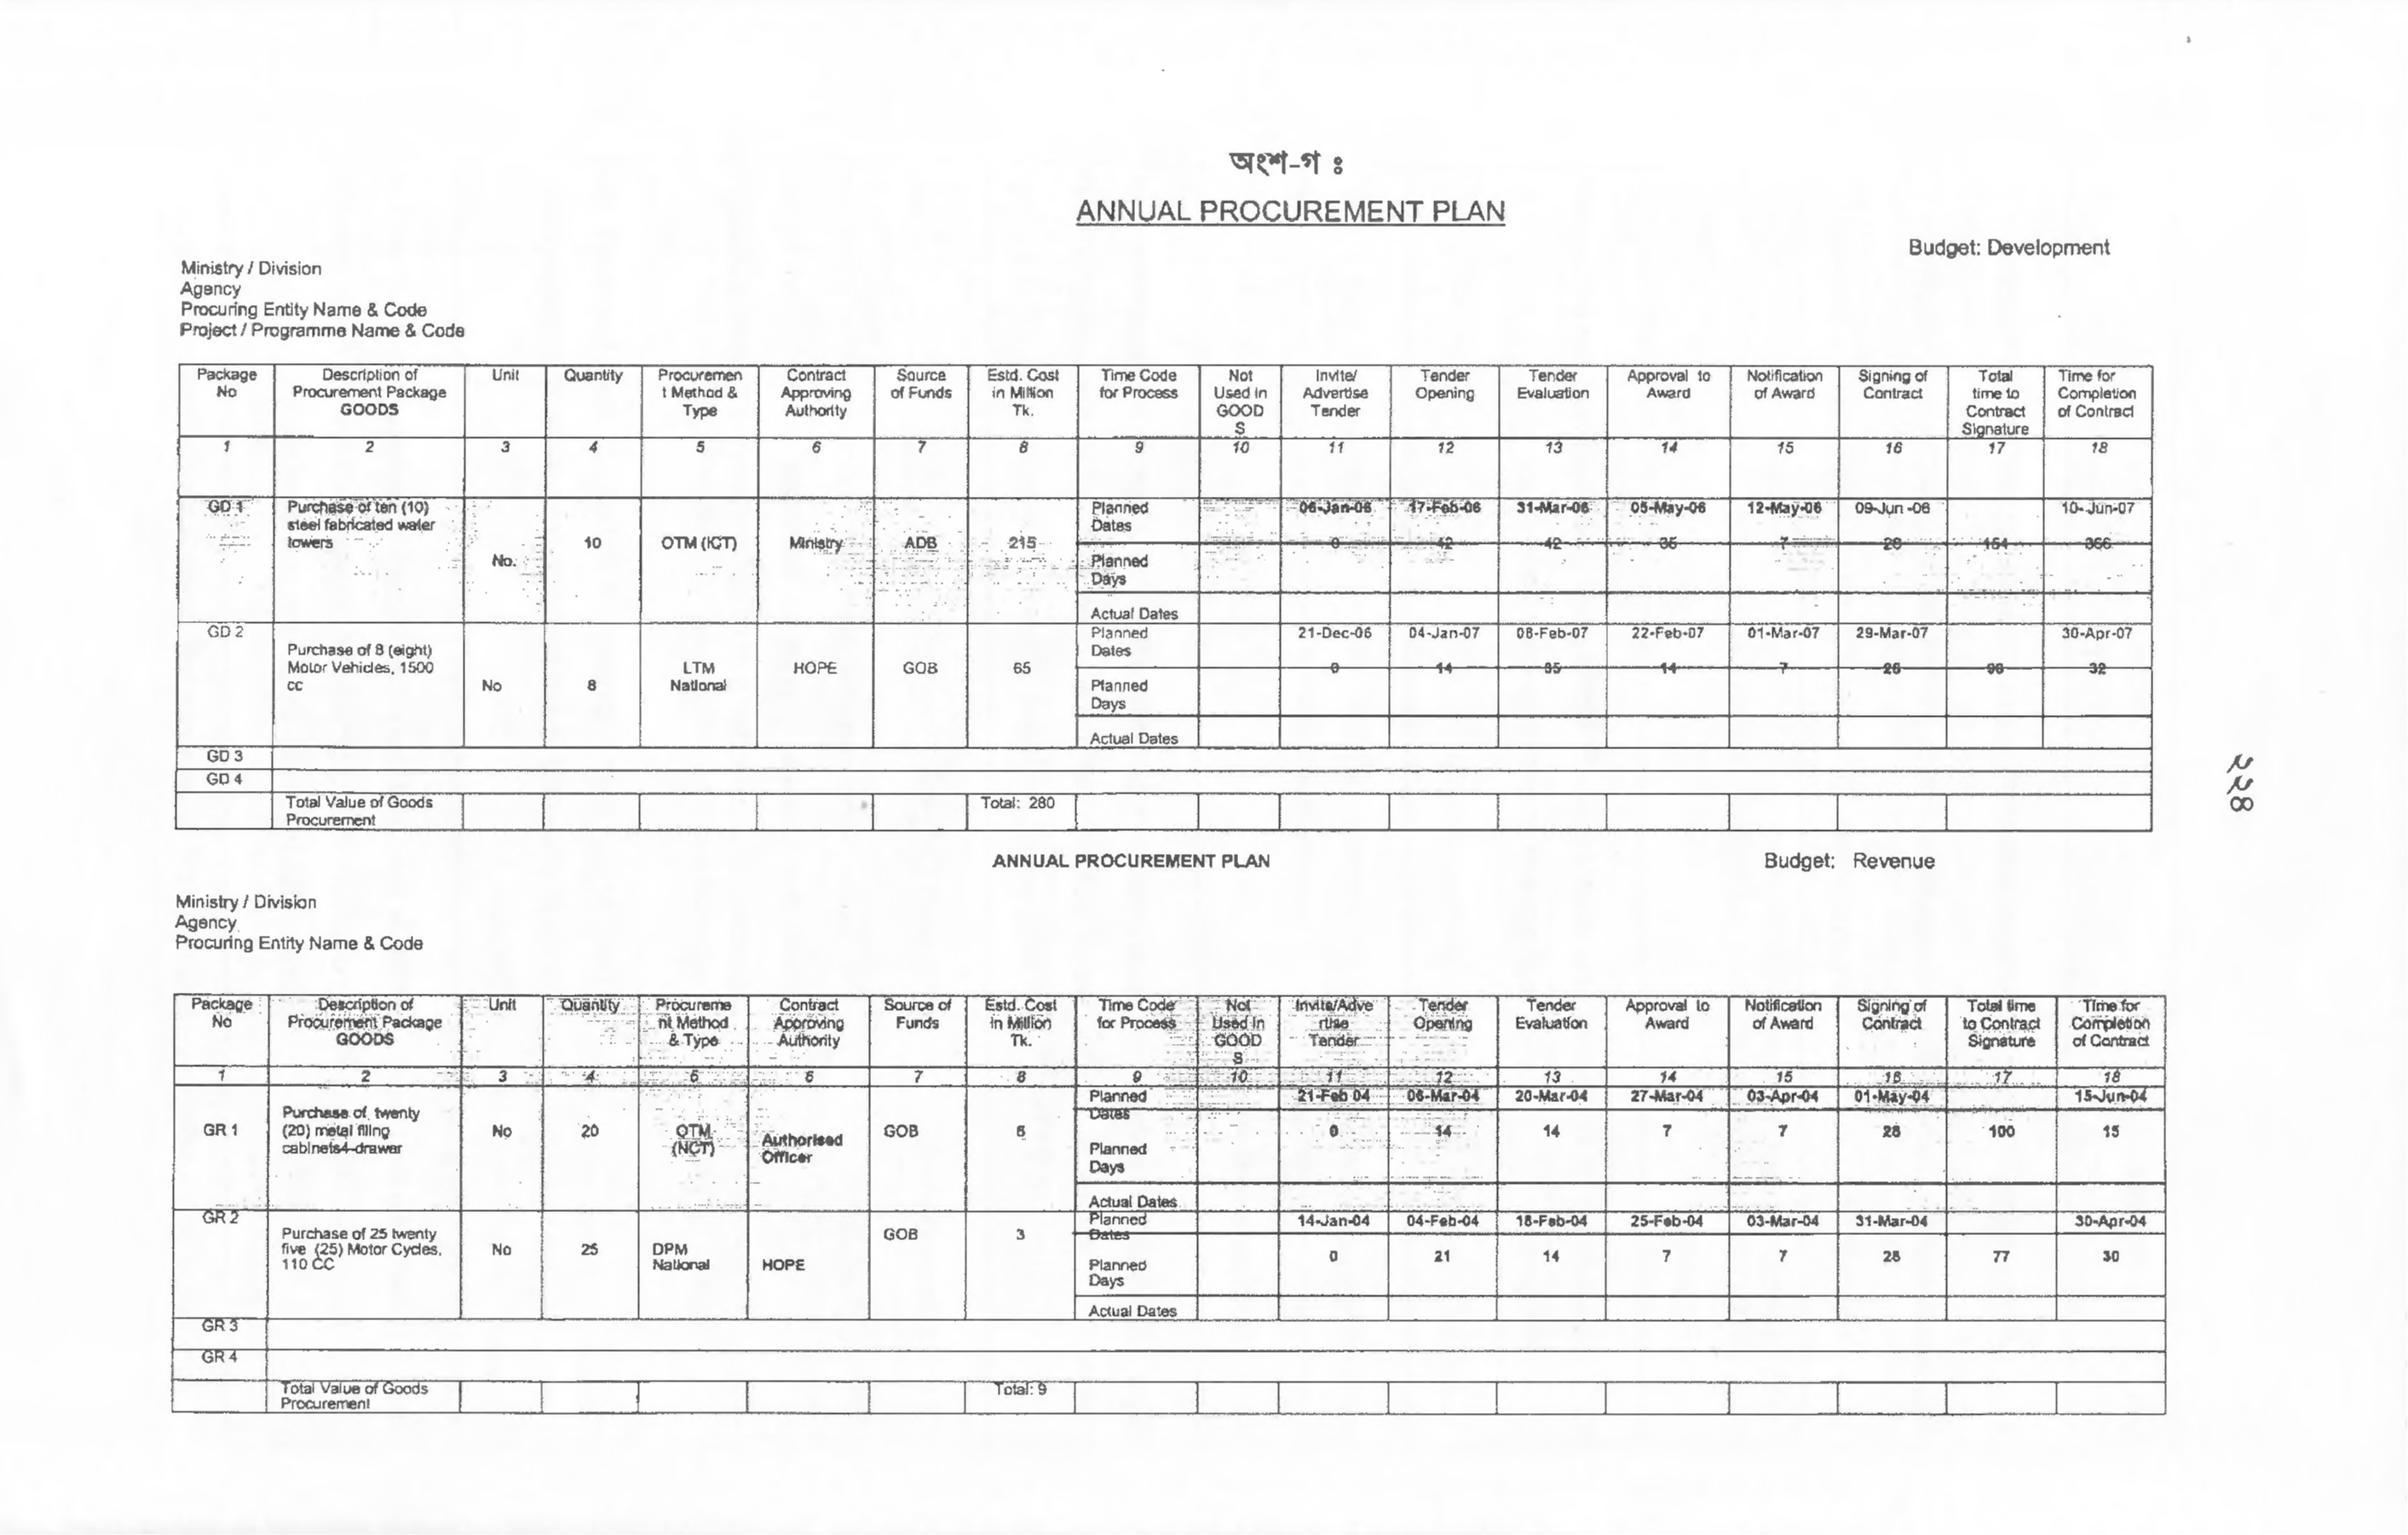 অংশ-গ ঃ
ANNUAL PROCUREMENT PLAN
Budget: Development
Ministry / Division
Agency
Procuring Entity Name & Code
Project / Programme Name & Code
Package No | Description of Procurement Package GOODS | Unit | Quantity | Procuremen t Method & Type | Contract Approving Authority | Source of Funds | Estd. Cost in Million Tk. | Time Code for Process | Not Used in GOOD S | Invite/ Advertise Tender | Tender Opening | Tender Evaluation | Approval to Award | Notification of Award | Signing of Contract | Total time to Contract Signature | Time for Completion of Contract
1 2 3 4 5 6 7 8 9 10 11 12 13 14 15 16 17 18
GD 1 | Purchase of ten (10) steel fabricated water towers | No. | 10 | OTM (ICT) | Ministry | ADB | 215
Planned Dates | 06-Jan-06 | 17-Feb-06 | 31-Mar-06 | 05-May-06 | 12-May-06 | 09-Jun-06 | 10-Jun-07
Planned Days | 0 | 42 | 42 | 35 | 7 | 28 | 154 | 366
Actual Dates
GD 2 | Purchase of 8 (eight) Motor Vehicles, 1500 cc | No | 8 | LTM National | HOPE | GOB | 65
Planned Dates | 21-Dec-06 | 04-Jan-07 | 08-Feb-07 | 22-Feb-07 | 01-Mar-07 | 29-Mar-07 | 30-Apr-07
Planned Days | 0 | 14 | 35 | 14 | 7 | 28 | 98 | 32
Actual Dates
GD 3
GD 4
Total Value of Goods Procurement | Total: 280
২২৪
ANNUAL PROCUREMENT PLAN
Budget: Revenue
Ministry / Division
Agency
Procuring Entity Name & Code
Package No | Description of Procurement Package GOODS | Unit | Quantity | Procureme nt Method & Type | Contract Approving Authority | Source of Funds | Estd. Cost in Million Tk. | Time Code for Process | Not Used in GOOD S | Invite/Adve rtise Tender | Tender Opening | Tender Evaluation | Approval to Award | Notification of Award | Signing of Contract | Total time to Contract Signature | Time for Completion of Contract
1 2 3 4 5 6 7 8 9 10 11 12 13 14 15 16 17 18
GR 1 | Purchase of twenty (20) metal filing cabinets4-drawer | No | 20 | OTM (NCT) | Authorised Officer | GOB | 6
Planned Dates | 21-Feb 04 | 06-Mar-04 | 20-Mar-04 | 27-Mar-04 | 03-Apr-04 | 01-May-04 | 15-Jun-04
Planned Days | 0 | 14 | 14 | 7 | 7 | 28 | 100 | 15
Actual Dates
GR 2 | Purchase of 25 twenty five (25) Motor Cycles, 110 CC | No | 25 | DPM National | HOPE | GOB | 3
Planned Dates | 14-Jan-04 | 04-Feb-04 | 18-Feb-04 | 25-Feb-04 | 03-Mar-04 | 31-Mar-04 | 30-Apr-04
Planned Days | 0 | 21 | 14 | 7 | 7 | 28 | 77 | 30
Actual Dates
GR 3
GR 4
Total Value of Goods Procurement | Total: 9